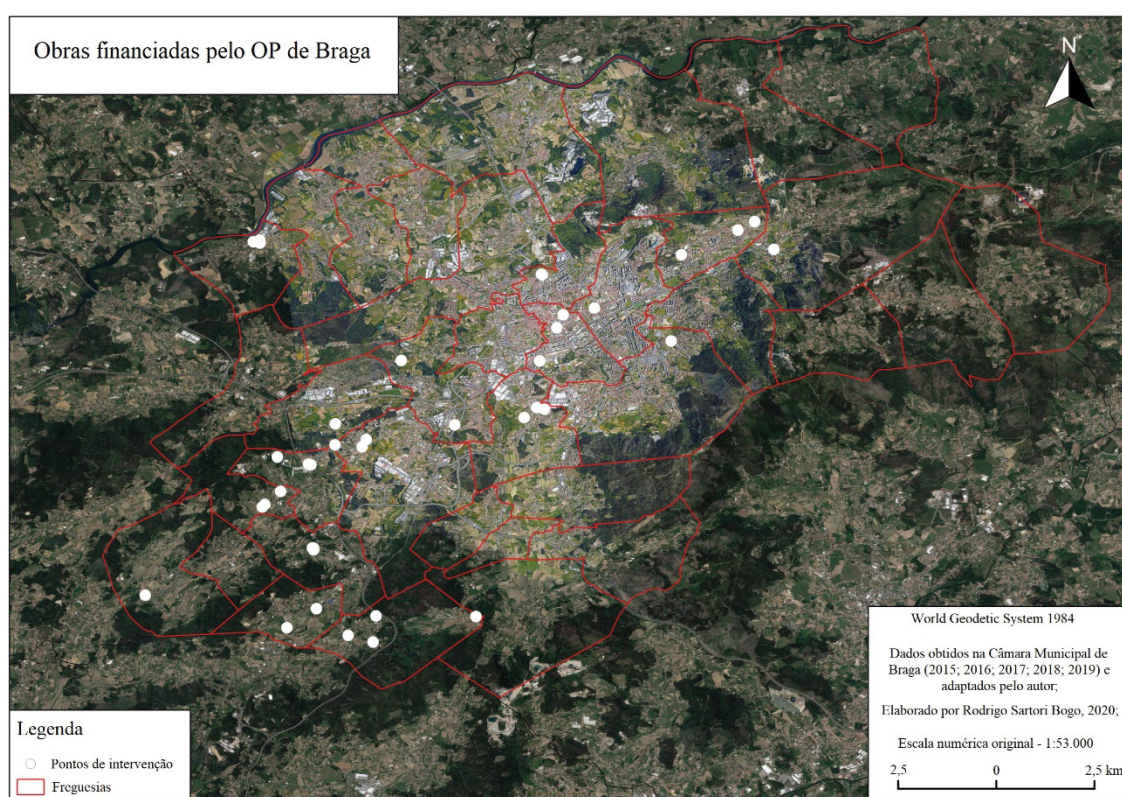 Obras financiadas pelo OP de Braga
N
World Geodetic System 1984
Dados obtidos na Câmara Municipal de
Braga (2015; 2016; 2017; 2018; 2019) e
adaptados pelo autor;
Elaborado por Rodrigo Sartori Bogo, 2020;
Escala numérica original - 1:53.000
2,5 0 2,5 km
Legenda
Pontos de intervenção
Freguesias